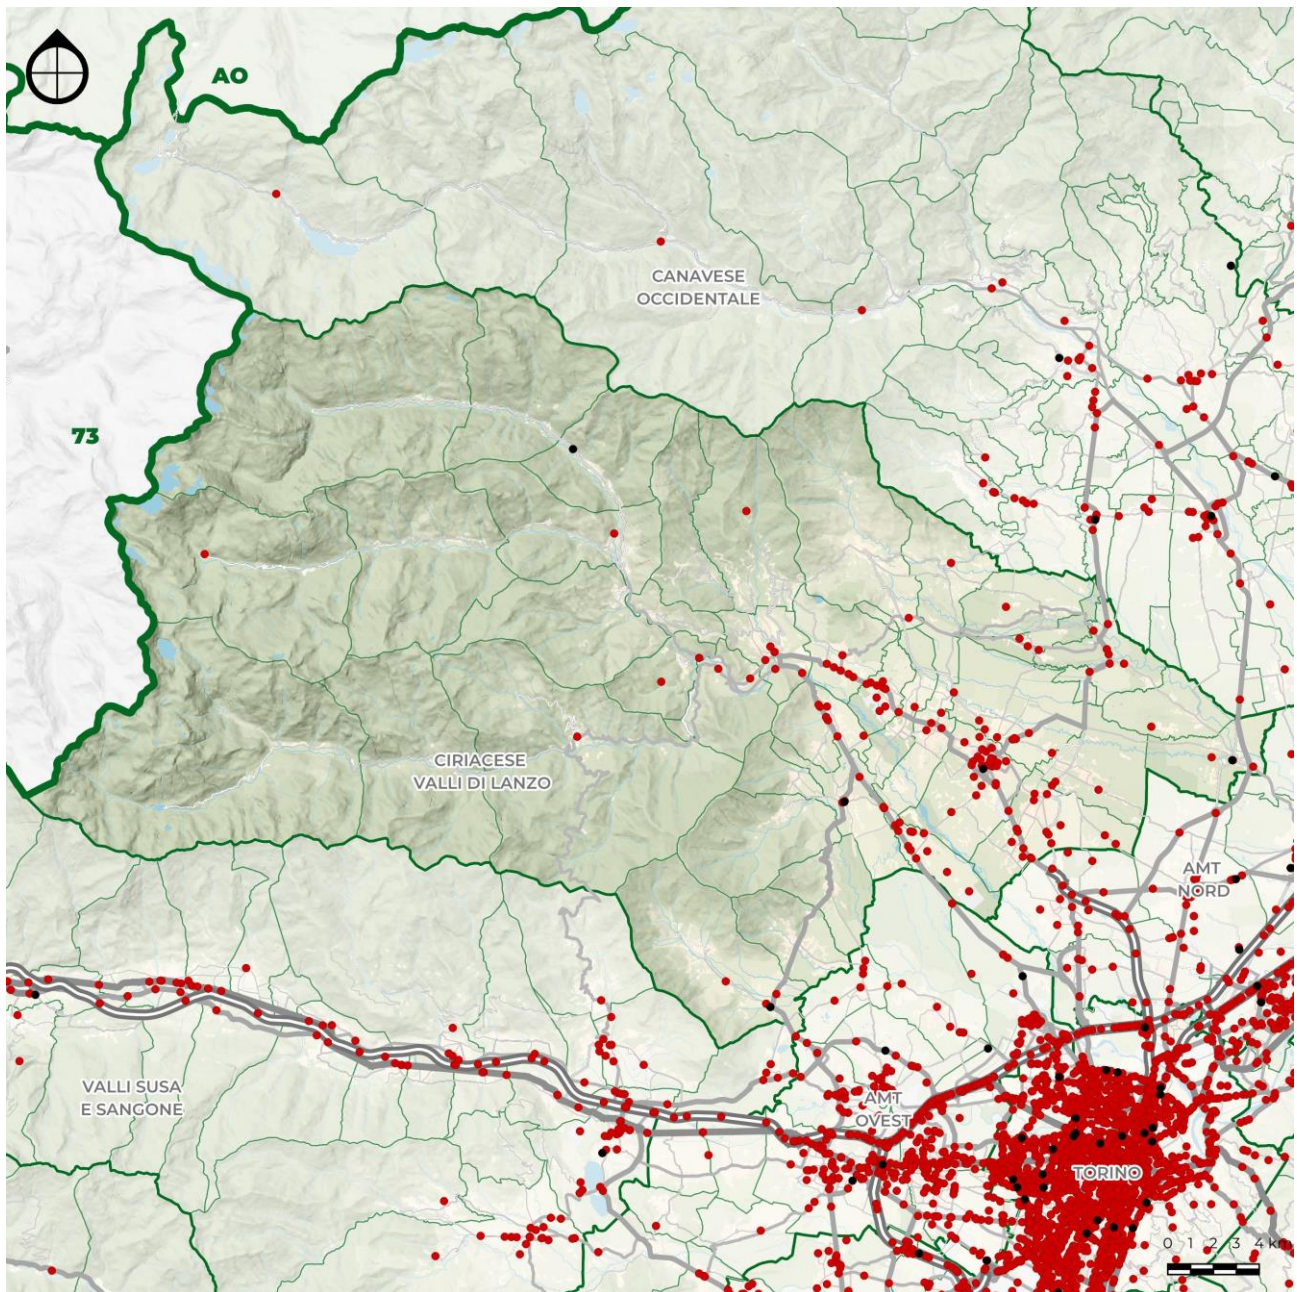 AO
CANAVESE
OCCIDENTALE
73
CIRIACESE
VALLI DI LANZO
AMT
NORD
VALLI SUSA
E SANGONE
AMT
OVEST
TORINO
0 1 2 3 4 km